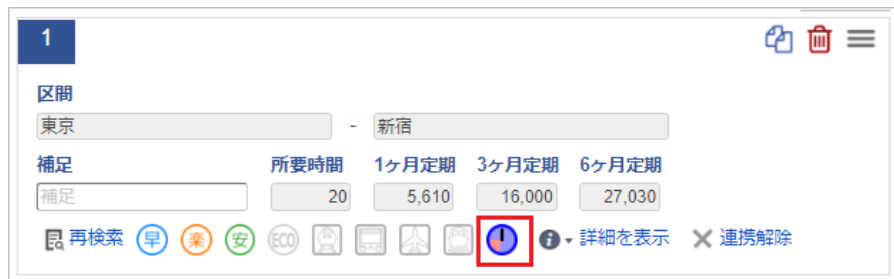 1
区間
東京 - 新宿
補足 所要時間 1ヶ月定期 3ヶ月定期 6ヶ月定期
補足 20 5,610 16,000 27,030
再検索 早 楽 安 ECO 詳細を表示 連携解除